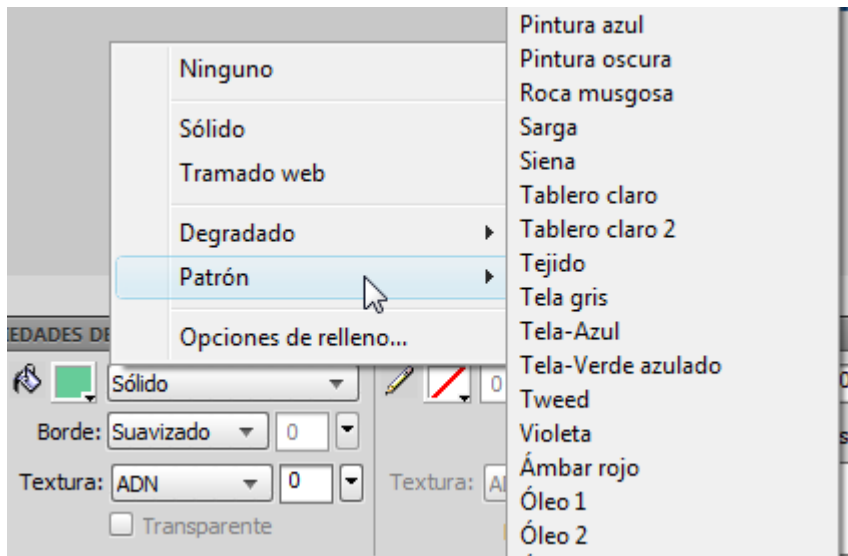 Ninguno
Sólido
Tramado web
Degradado
Patrón
Opciones de relleno...
Pintura azul
Pintura oscura
Roca musgosa
Sarga
Siena
Tablero claro
Tablero claro 2
Tejido
Tela gris
Tela-Azul
Tela-Verde azulado
Tweed
Violeta
Ámbar rojo
Óleo 1
Óleo 2
Sólido
0
Borde: Suavizado 0
Textura: ADN 0
Textura:
Transparente